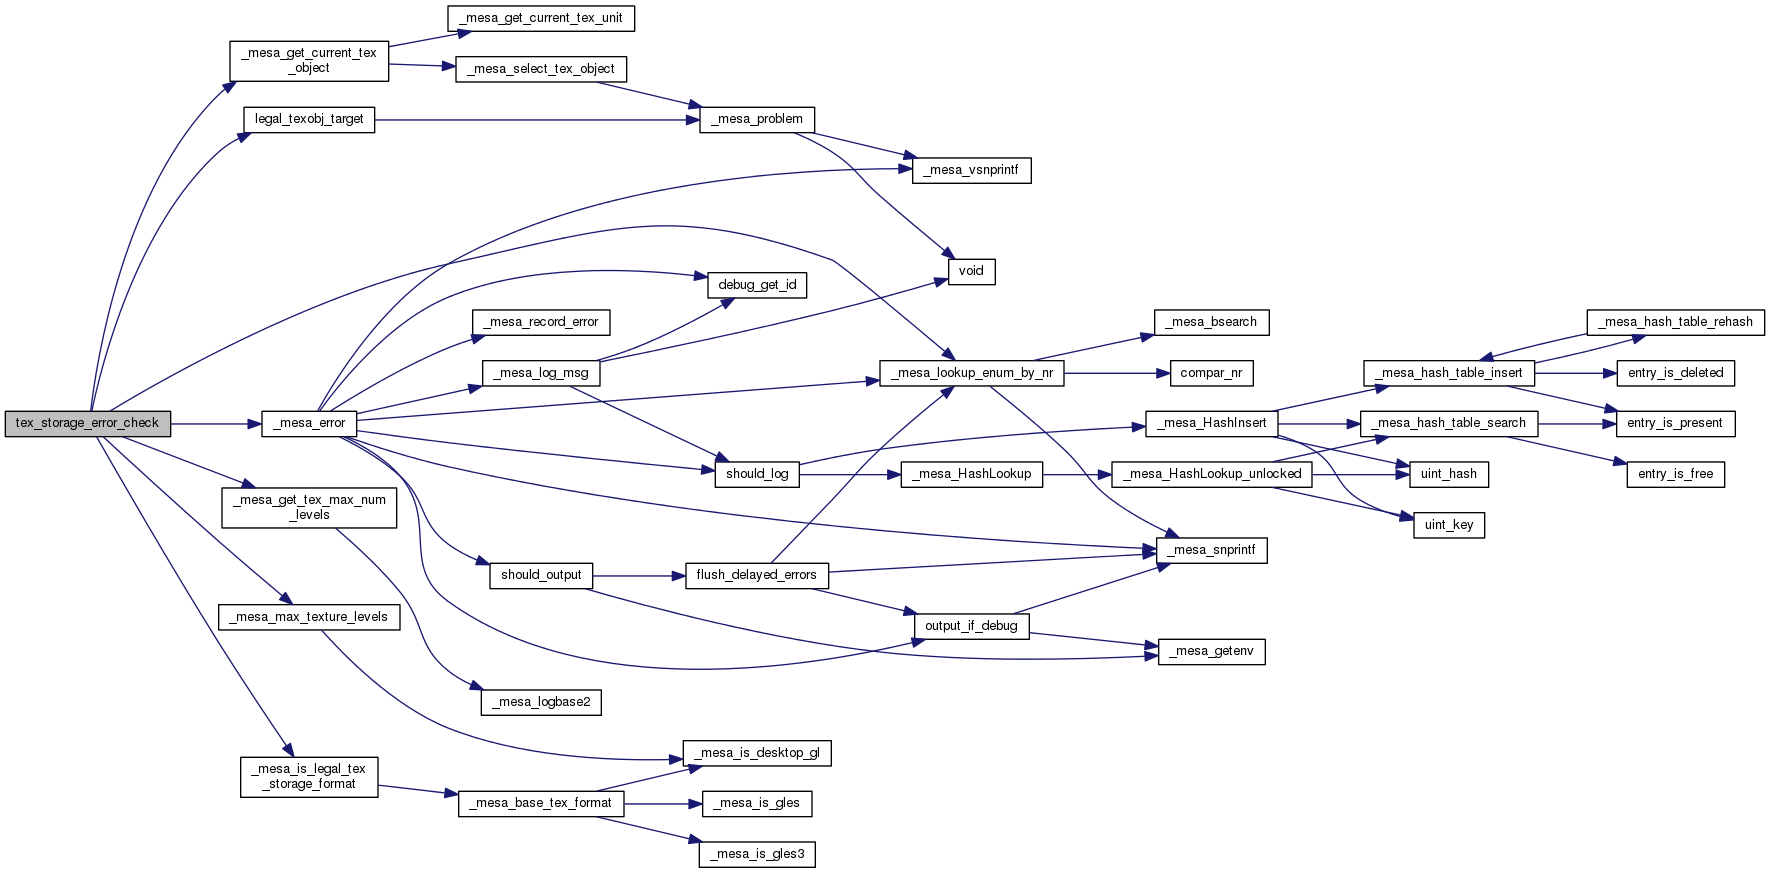 _mesa_get_current_tex_unit
_mesa_get_current_tex
_object
_mesa_select_tex_object
legal_texobj_target
_mesa_problem
_mesa_vsnprintf
void
debug_get_id
_mesa_record_error
_mesa_bsearch
_mesa_hash_table_rehash
_mesa_log_msg
_mesa_lookup_enum_by_nr
compar_nr
_mesa_hash_table_insert
entry_is_deleted
tex_storage_error_check
_mesa_error
_mesa_HashInsert
_mesa_hash_table_search
entry_is_present
should_log
_mesa_HashLookup
_mesa_HashLookup_unlocked
uint_hash
entry_is_free
_mesa_get_tex_max_num
_levels
uint_key
_mesa_snprintf
should_output
flush_delayed_errors
_mesa_max_texture_levels
output_if_debug
_mesa_getenv
_mesa_logbase2
_mesa_is_desktop_gl
_mesa_is_legal_tex
_storage_format
_mesa_base_tex_format
_mesa_is_gles
_mesa_is_gles3